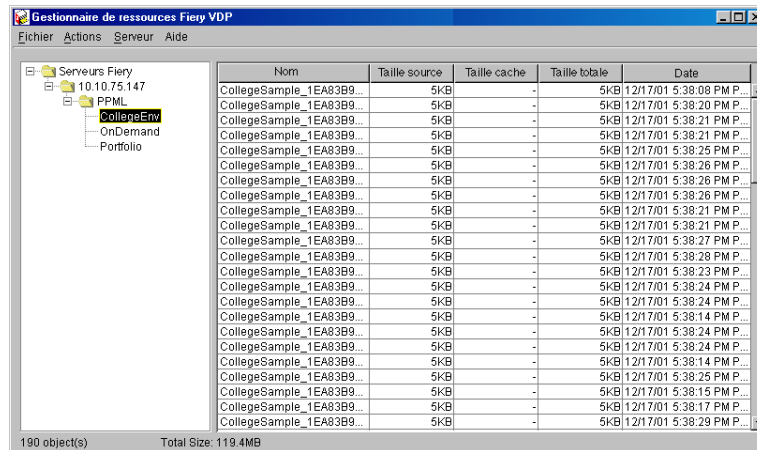 Gestionnaire de ressources Fiery VDP
Fichier Actions Serveur Aide
Serveurs Fiery
10.10.75.147
PPML
CollegeEnv
OnDemand
Portfolio
Nom Taille source Taille cache Taille totale Date
CollegeSample_1EA83B9... 5KB - 5KB 12/17/01 5:38:08 PM P...
CollegeSample_1EA83B9... 5KB - 5KB 12/17/01 5:38:20 PM P...
CollegeSample_1EA83B9... 5KB - 5KB 12/17/01 5:38:21 PM P...
CollegeSample_1EA83B9... 5KB - 5KB 12/17/01 5:38:21 PM P...
CollegeSample_1EA83B9... 5KB - 5KB 12/17/01 5:38:25 PM P...
CollegeSample_1EA83B9... 5KB - 5KB 12/17/01 5:38:26 PM P...
CollegeSample_1EA83B9... 5KB - 5KB 12/17/01 5:38:26 PM P...
CollegeSample_1EA83B9... 5KB - 5KB 12/17/01 5:38:26 PM P...
CollegeSample_1EA83B9... 5KB - 5KB 12/17/01 5:38:21 PM P...
CollegeSample_1EA83B9... 5KB - 5KB 12/17/01 5:38:21 PM P...
CollegeSample_1EA83B9... 5KB - 5KB 12/17/01 5:38:27 PM P...
CollegeSample_1EA83B9... 5KB - 5KB 12/17/01 5:38:28 PM P...
CollegeSample_1EA83B9... 5KB - 5KB 12/17/01 5:38:23 PM P...
CollegeSample_1EA83B9... 5KB - 5KB 12/17/01 5:38:24 PM P...
CollegeSample_1EA83B9... 5KB - 5KB 12/17/01 5:38:24 PM P...
CollegeSample_1EA83B9... 5KB - 5KB 12/17/01 5:38:14 PM P...
CollegeSample_1EA83B9... 5KB - 5KB 12/17/01 5:38:24 PM P...
CollegeSample_1EA83B9... 5KB - 5KB 12/17/01 5:38:24 PM P...
CollegeSample_1EA83B9... 5KB - 5KB 12/17/01 5:38:14 PM P...
CollegeSample_1EA83B9... 5KB - 5KB 12/17/01 5:38:25 PM P...
CollegeSample_1EA83B9... 5KB - 5KB 12/17/01 5:38:15 PM P...
CollegeSample_1EA83B9... 5KB - 5KB 12/17/01 5:38:17 PM P...
CollegeSample_1EA83B9... 5KB - 5KB 12/17/01 5:38:29 PM P...
190 object(s) Total Size: 119.4MB